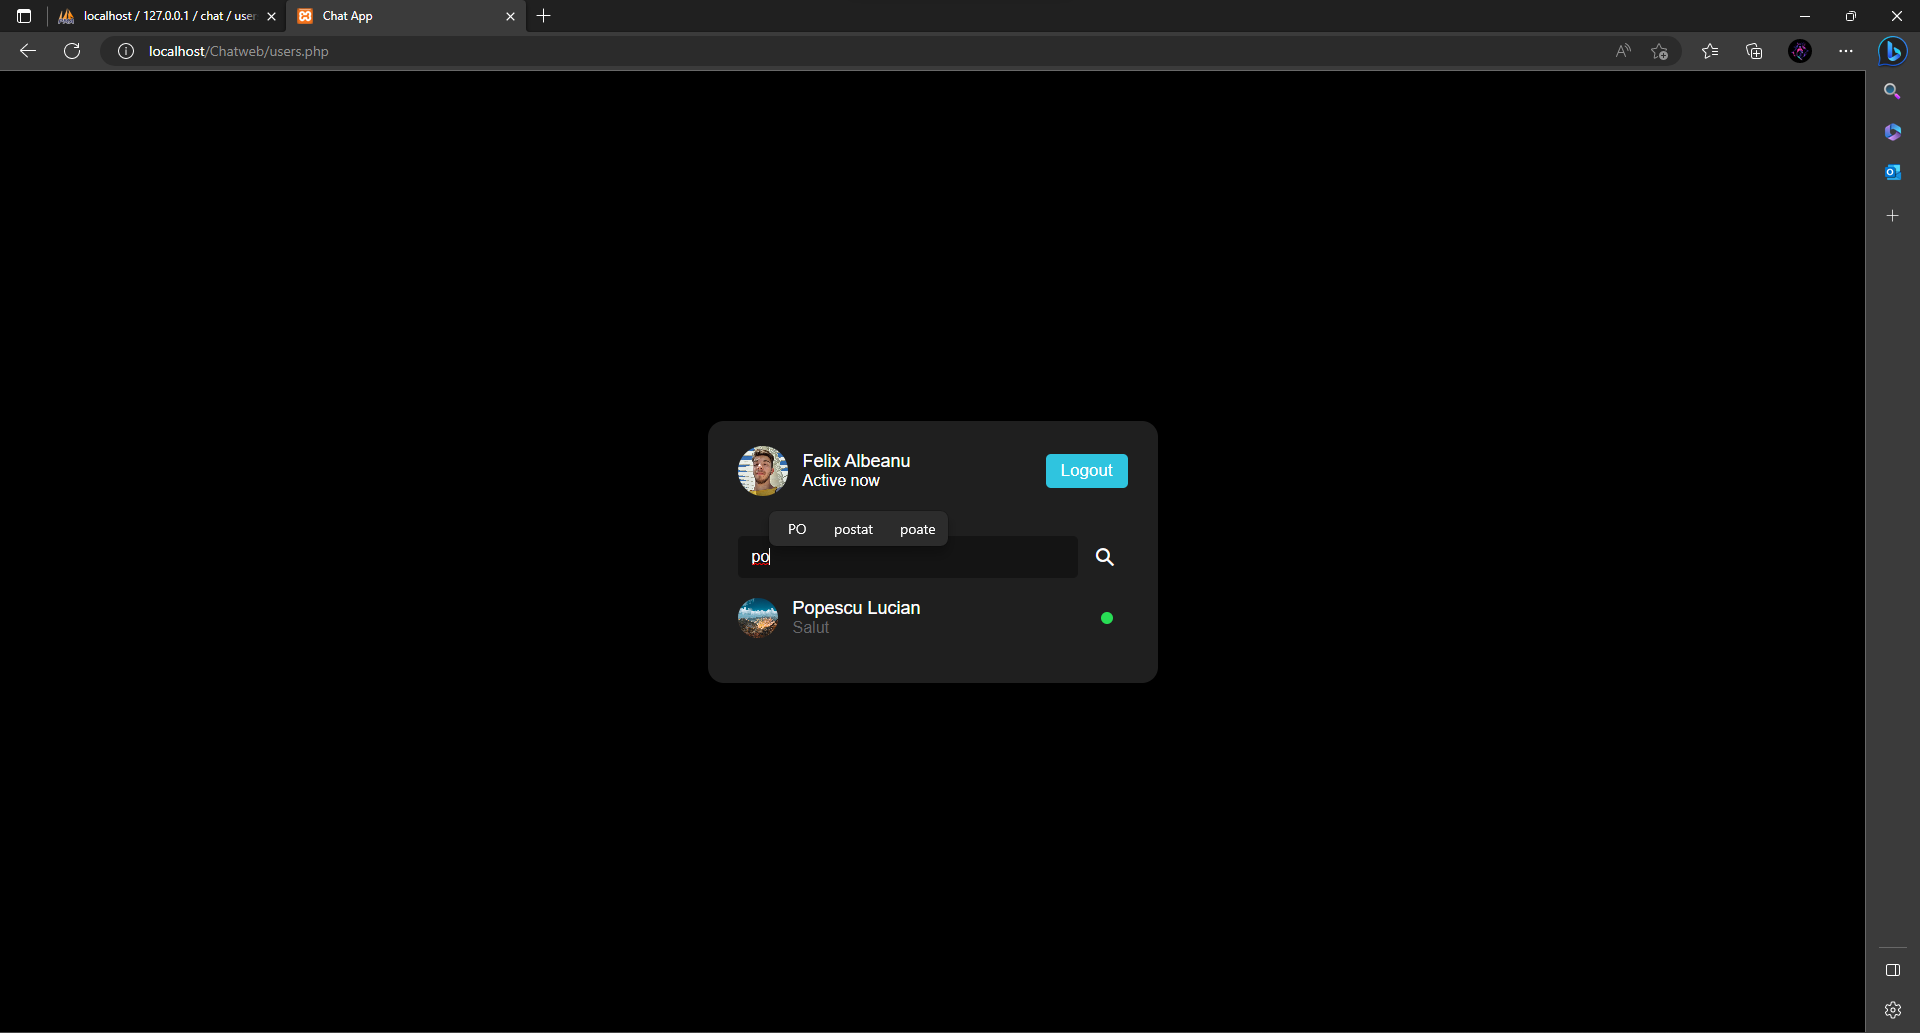 localhost / 127.0.0.1 / chat / user
Chat App
localhost/Chatweb/users.php
Felix Albeanu
Active now
Logout
PO postat poate
po
Popescu Lucian
Salut